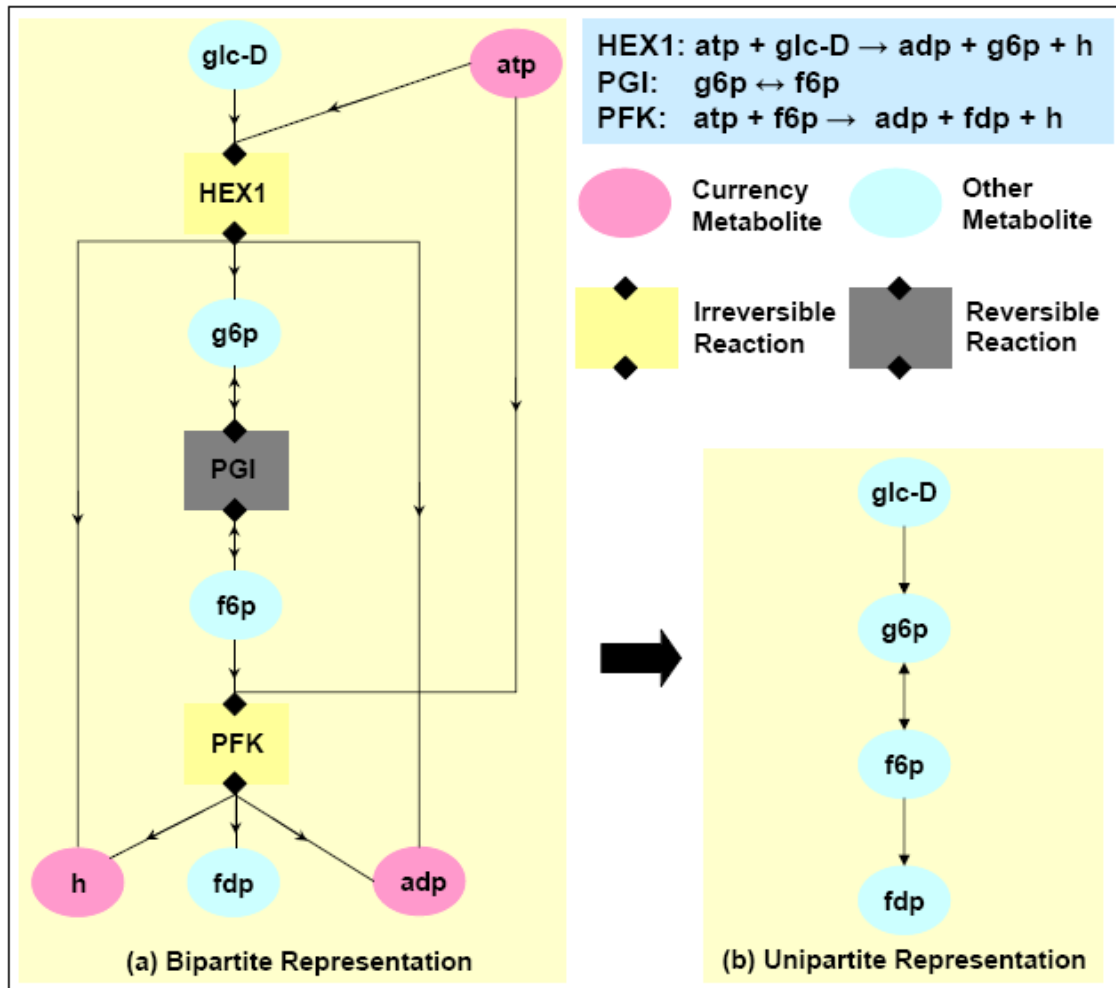 glc-D
atp
HEX1
g6p
PGI
f6p
PFK
h
fdp
adp
(a) Bipartite Representation
HEX1: atp + glc-D → adp + g6p + h
PGI: g6p ↔ f6p
PFK: atp + f6p → adp + fdp + h
Currency
Metabolite
Other
Metabolite
Irreversible
Reaction
Reversible
Reaction
glc-D
g6p
f6p
fdp
(b) Unipartite Representation